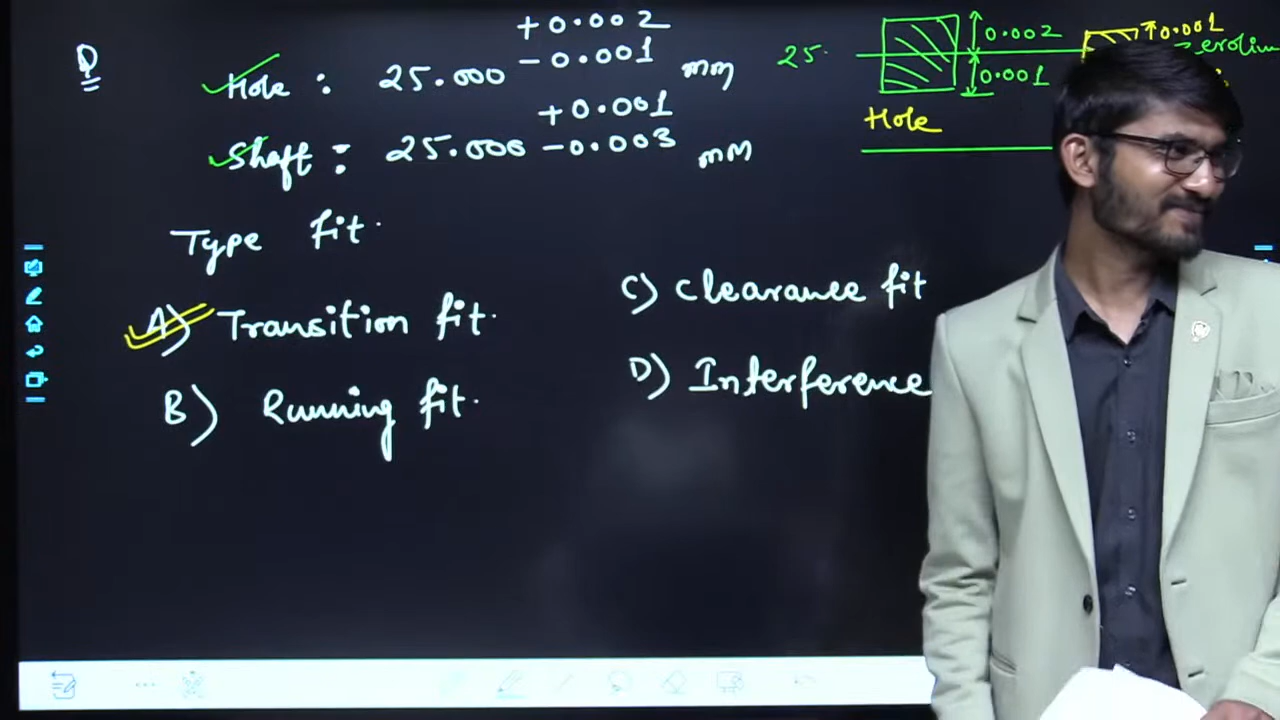 Q
+0.002
Hole : 25.000 -0.001 mm
+0.001
Shaft : 25.000 -0.003 mm
Type fit.
A) Transition fit.
B) Running fit.
C) Clearance fit
D) Interference
25.
0.002
0.001
0.001
Hole